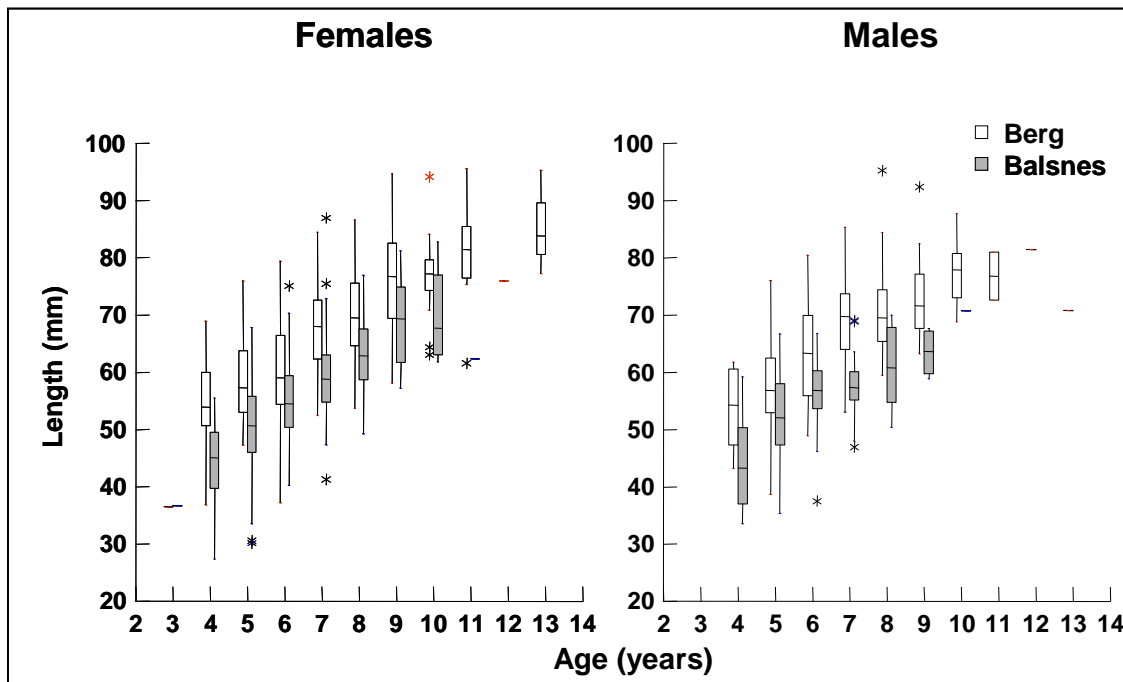 Females Males
Berg
Balsnes
Length (mm)
100 100
90 90
80 80
70 70
60 60
50 50
40 40
30 30
20 20
2 3 4 5 6 7 8 9 10 11 12 13 14 2 3 4 5 6 7 8 9 10 11 12 13 14
Age (years)